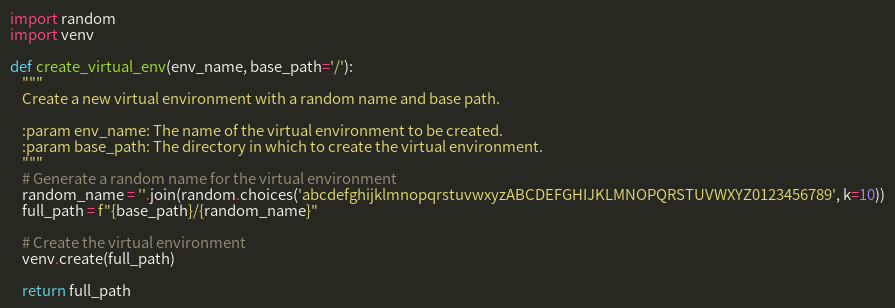 import random
import venv

def create_virtual_env(env_name, base_path='/'):
    """
    Create a new virtual environment with a random name and base path.

    :param env_name: The name of the virtual environment to be created.
    :param base_path: The directory in which to create the virtual environment.
    """
    # Generate a random name for the virtual environment
    random_name = ''.join(random.choices('abcdefghijklmnopqrstuvwxyzABCDEFGHIJKLMNOPQRSTUVWXYZ0123456789', k=10))
    full_path = f"{base_path}/{random_name}"

    # Create the virtual environment
    venv.create(full_path)

    return full_path